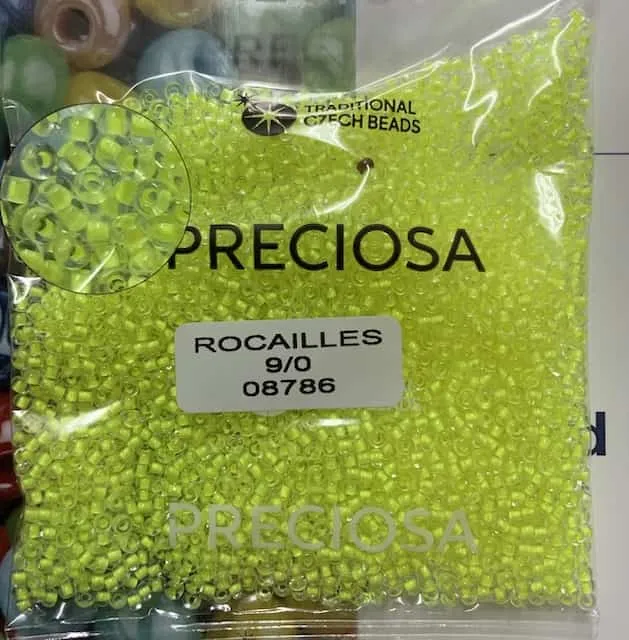 TRADITIONAL
CZECH BEADS
PRECIOSA
ROCAILLES
9/0
08786
d
PRECIOSA